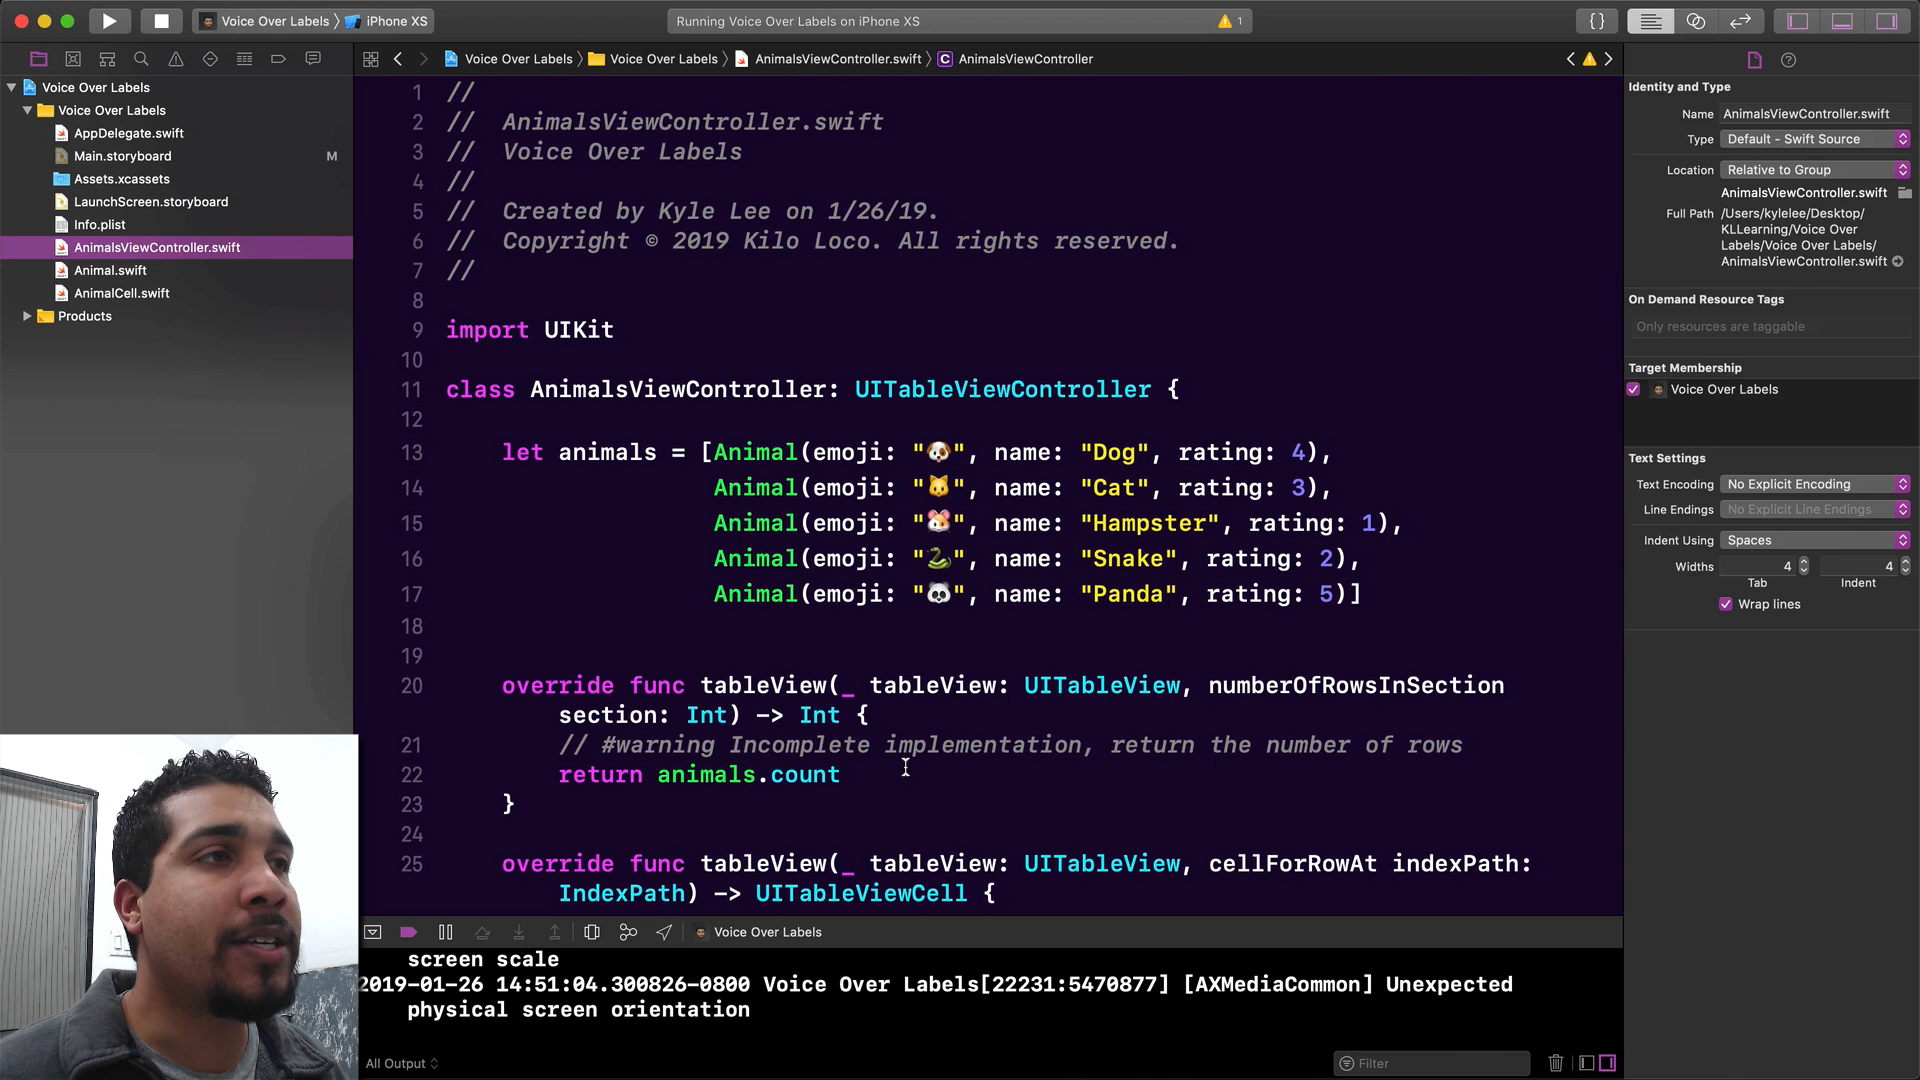 Voice Over Labels 〉 iPhone XS
Running Voice Over Labels on iPhone XS
1
{}
Voice Over Labels 〉 Voice Over Labels 〉 AnimalsViewController.swift 〉 C AnimalsViewController
Voice Over Labels
Voice Over Labels
AppDelegate.swift
Main.storyboard M
Assets.xcassets
LaunchScreen.storyboard
Info.plist
AnimalsViewController.swift
Animal.swift
AnimalCell.swift
Products
1 //
2 //  AnimalsViewController.swift
3 //  Voice Over Labels
4 //
5 //  Created by Kyle Lee on 1/26/19.
6 //  Copyright © 2019 Kilo Loco. All rights reserved.
7 //
8
9 import UIKit
10
11 class AnimalsViewController: UITableViewController {
12
13     let animals = [Animal(emoji: "🐶", name: "Dog", rating: 4),
14                    Animal(emoji: "🐱", name: "Cat", rating: 3),
15                    Animal(emoji: "🐹", name: "Hampster", rating: 1),
16                    Animal(emoji: "🐍", name: "Snake", rating: 2),
17                    Animal(emoji: "🐼", name: "Panda", rating: 5)]
18
19
20     override func tableView(_ tableView: UITableView, numberOfRowsInSection
section: Int) -> Int {
21         // #warning Incomplete implementation, return the number of rows
22         return animals.count
23     }
24
25     override func tableView(_ tableView: UITableView, cellForRowAt indexPath:
IndexPath) -> UITableViewCell {
Voice Over Labels
screen scale
2019-01-26 14:51:04.300826-0800 Voice Over Labels[22231:5470877] [AXMediaCommon] Unexpected
physical screen orientation
All Output
Filter
Identity and Type
Name AnimalsViewController.swift
Type Default - Swift Source
Location Relative to Group
AnimalsViewController.swift
Full Path /Users/kylelee/Desktop/
KLLearning/Voice Over
Labels/Voice Over Labels/
AnimalsViewController.swift
On Demand Resource Tags
Only resources are taggable
Target Membership
Voice Over Labels
Text Settings
Text Encoding No Explicit Encoding
Line Endings No Explicit Line Endings
Indent Using Spaces
Widths 4 4
Tab Indent
Wrap lines